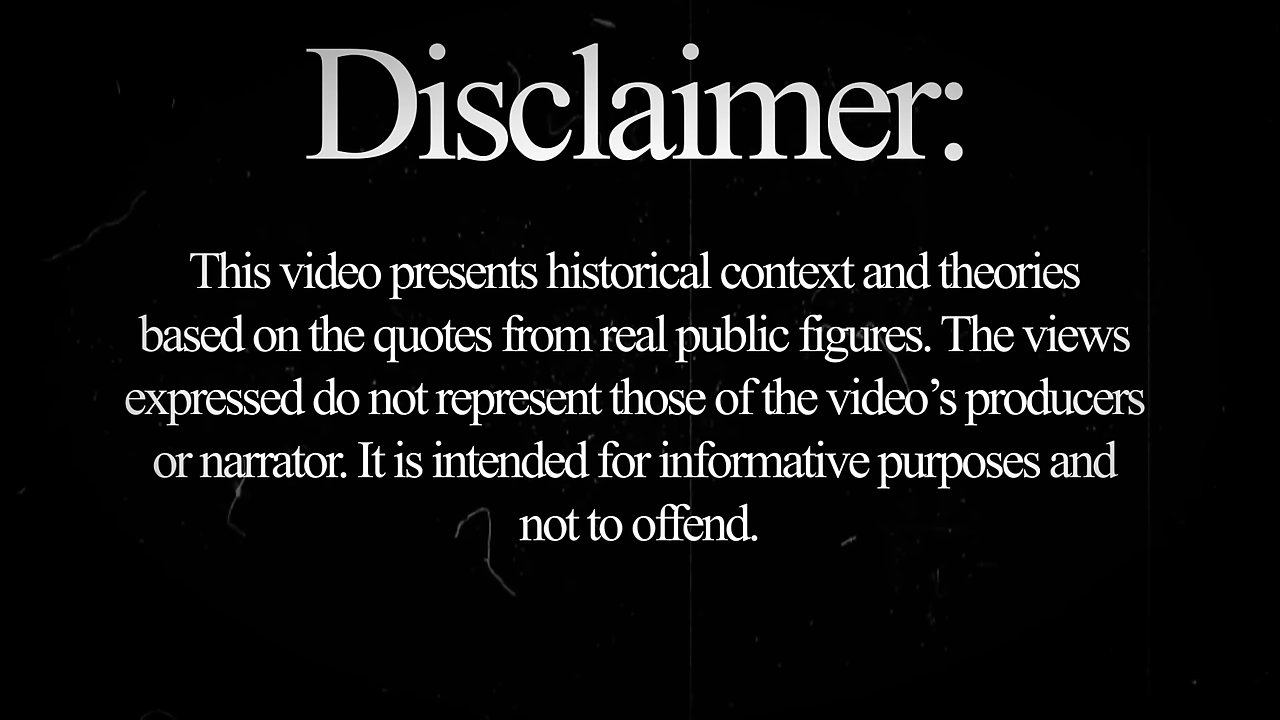 Disclaimer:
This video presents historical context and theories
based on the quotes from real public figures. The views
expressed do not represent those of the video’s producers
or narrator. It is intended for informative purposes and
not to offend.